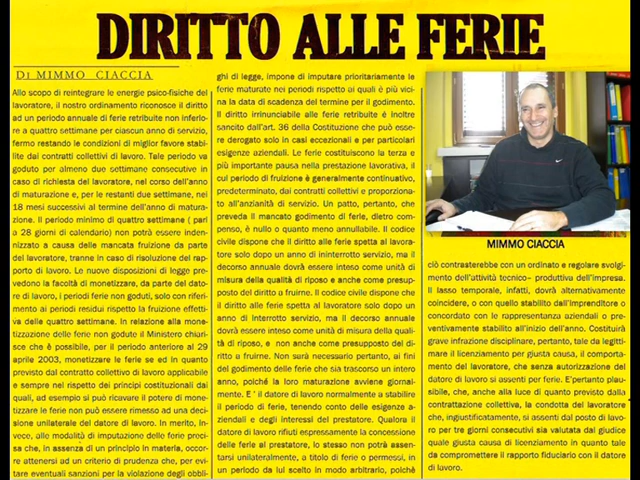 DIRITTO ALLE FERIE
DI MIMMO CIACCIA
Allo scopo di reintegrare le energie psico-fisiche del
lavoratore, il nostro ordinamento riconosce il diritto
ad un periodo annuale di ferie retribuite non inferio-
re a quattro settimane per ciascun anno di servizio,
fermo restando le condizioni di miglior favore stabi-
lite dai contratti collettivi di lavoro. Tale periodo va
goduto per almeno due settimane consecutive in
caso di richiesta del lavoratore, nel corso dell'anno
di maturazione e, per le restanti due settimane, nei
18 mesi successivi al termine dell'anno di matura-
zione. Il periodo minimo di quattro settimane ( pari
a 28 giorni di calendario) non potrà essere inden-
nizzato a causa delle mancata fruizione da parte
del lavoratore, tranne in caso di risoluzione del rap-
porto di lavoro. Le nuove disposizioni di legge pre-
vedono la facoltà di monetizzare, da parte del dato-
re di lavoro, i periodi ferie non goduti, solo con riferi-
mento ai periodi residui rispetto la fruizione effetti-
va delle quattro settimane. In relazione alla mone-
tizzazione delle ferie non godute il Ministero chiari-
sce che è possibile, per il periodo anteriore al 29
aprile 2003, monetizzare le ferie se ed in quanto
previsto dal contratto collettivo di lavoro applicabile
e sempre nel rispetto dei principi costituzionali dai
quali, ad esempio si può ricavare il potere di mone-
tizzare le ferie non può essere rimesso ad una deci-
sione unilaterale del datore di lavoro. In merito, in-
vece, alle modalità di imputazione delle ferie preci-
sa che, in assenza di un principio in materia, occor-
re attenersi ad un criterio di prudenza che, per evi-
tare eventuali sanzioni per la violazione degli obbli-
ghi di legge, impone di imputare prioritariamente le
ferie maturate nei periodi rispetto ai quali è più vici-
na la data di scadenza del termine per il godimento.
Il diritto irrinunciabile alle ferie retribuite è inoltre
sancito dall'art. 36 della Costituzione che può esse-
re derogato solo in casi eccezionali e per particolari
esigenze aziendali. Le ferie costituiscono la terza e
più importante pausa nella prestazione lavorativa, il
cui periodo di fruizione è generalmente continuativo,
predeterminato, dai contratti collettivi e proporziona-
to all'anzianità di servizio. Un patto, pertanto, che
preveda il mancato godimento di ferie, dietro com-
penso, è nullo o quanto meno annullabile. Il codice
civile dispone che il diritto alle ferie spetta al lavora-
tore solo dopo un anno di ininterrotto servizio, ma il
decorso annuale dovrà essere inteso come unità di
misura della qualità di riposo e anche come presup-
posto del diritto a fruirne. Il codice civile dispone che
il diritto alle ferie spetta al lavoratore solo dopo un
anno di interrotto servizio, ma il decorso annuale
dovrà essere inteso come unità di misura della quali-
tà di riposo, e non anche come presupposto del di-
ritto a fruirne. Non sarà necessario pertanto, ai fini
del godimento delle ferie che sia trascorso un intero
anno, poiché la loro maturazione avviene giornal-
mente. E ' il datore di lavoro normalmente a stabilire
il periodo di ferie, tenendo conto delle esigenze a-
ziendali e degli interessi del prestatore. Qualora il
datore di lavoro rifiuti espressamente la concessione
delle ferie al prestatore, lo stesso non potrà assen-
tarsi unilateralmente, a titolo di ferie o permessi, in
un periodo da lui scelto in modo arbitrario, poichè
MIMMO CIACCIA
ciò contrasterebbe con un ordinato e regolare svolgi-
mento dell'attività tecnico- produttiva dell'impresa.
Il lasso temporale, infatti, dovrà alternativamente
coincidere, o con quello stabilito dall'imprenditore o
concordato con le rappresentanza aziendali o pre-
ventivamente stabilito all'inizio dell'anno. Costituirà
grave infrazione disciplinare, pertanto, tale da legit-
timare il licenziamento per giusta causa, il comporta-
mento del lavoratore, che senza autorizzazione del
datore di lavoro si assenti per ferie. E'pertanto plau-
sibile, che, anche alla luce di quanto previsto dalla
contrattazione collettiva, la condotta del lavoratore
che, ingiustificatamente, si assenti dal posto di lavo-
ro per tre giorni consecutivi sia valutata dal giudice
quale giusta causa di licenziamento in quanto tale
da compromettere il rapporto fiduciario con il datore
di lavoro.